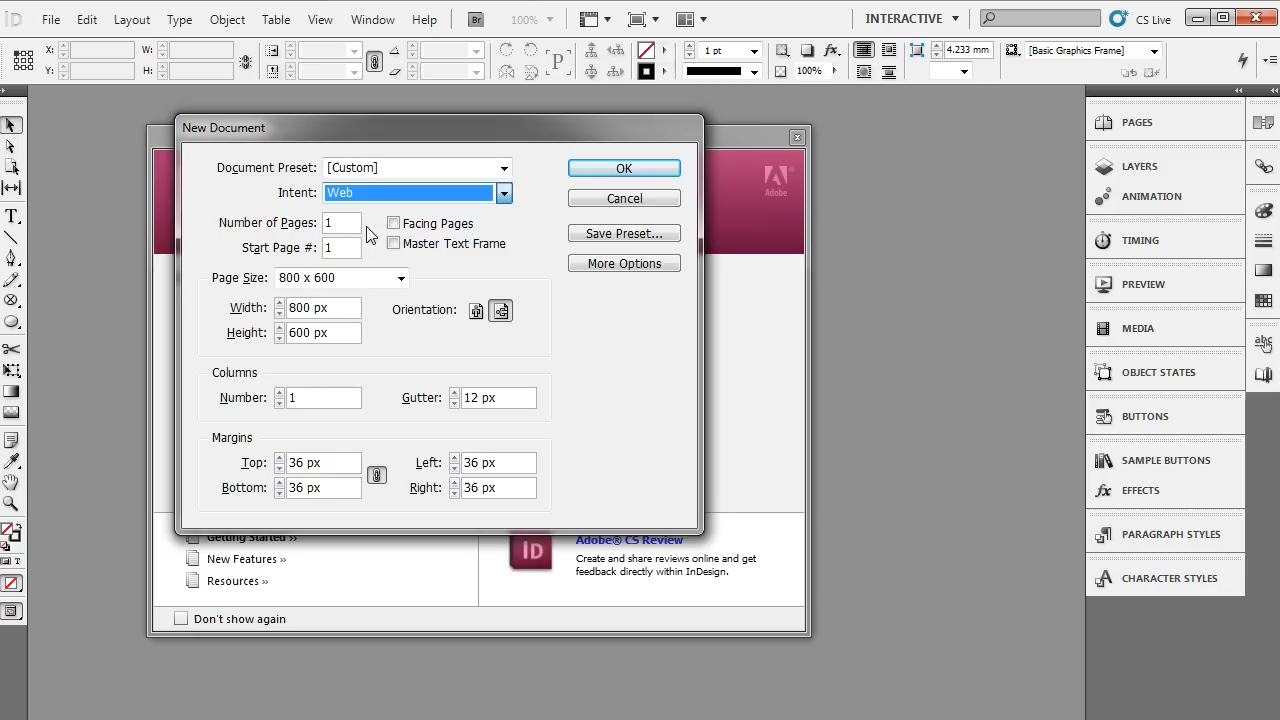 ID File Edit Layout Type Object Table View Window Help Br 100% INTERACTIVE CS Live
X: W: 1 pt 4.233 mm [Basic Graphics Frame]
Y: H: P fx. 100%
New Document
Document Preset: [Custom] OK
Intent: Web Cancel
Number of Pages: 1 Facing Pages Save Preset...
Start Page #: 1 Master Text Frame More Options
Page Size: 800 x 600
Width: 800 px Orientation:
Height: 600 px
Columns
Number: 1 Gutter: 12 px
Margins
Top: 36 px Left: 36 px
Bottom: 36 px Right: 36 px
Adobe
Getting Started »
New Features »
Resources »
ID Adobe® CS Review
Create and share reviews online and get
feedback directly within InDesign.
Don't show again
PAGES
LAYERS
ANIMATION
TIMING
PREVIEW
MEDIA
OBJECT STATES
BUTTONS
SAMPLE BUTTONS
fx EFFECTS
PARAGRAPH STYLES
CHARACTER STYLES